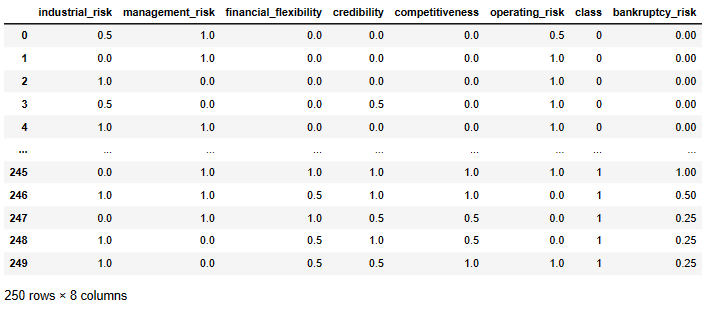 industrial_risk management_risk financial_flexibility credibility competitiveness operating_risk class bankruptcy_risk
0 0.5 1.0 0.0 0.0 0.0 0.5 0 0.00
1 0.0 1.0 0.0 0.0 0.0 1.0 0 0.00
2 1.0 0.0 0.0 0.0 0.0 1.0 0 0.00
3 0.5 0.0 0.0 0.5 0.0 1.0 0 0.00
4 1.0 1.0 0.0 0.0 0.0 1.0 0 0.00
... ... ... ... ... ... ... ... ...
245 0.0 1.0 1.0 1.0 1.0 1.0 1 1.00
246 1.0 1.0 0.5 1.0 1.0 0.0 1 0.50
247 0.0 1.0 1.0 0.5 0.5 0.0 1 0.25
248 1.0 0.0 0.5 1.0 0.5 0.0 1 0.25
249 1.0 0.0 0.5 0.5 1.0 1.0 1 0.25
250 rows × 8 columns